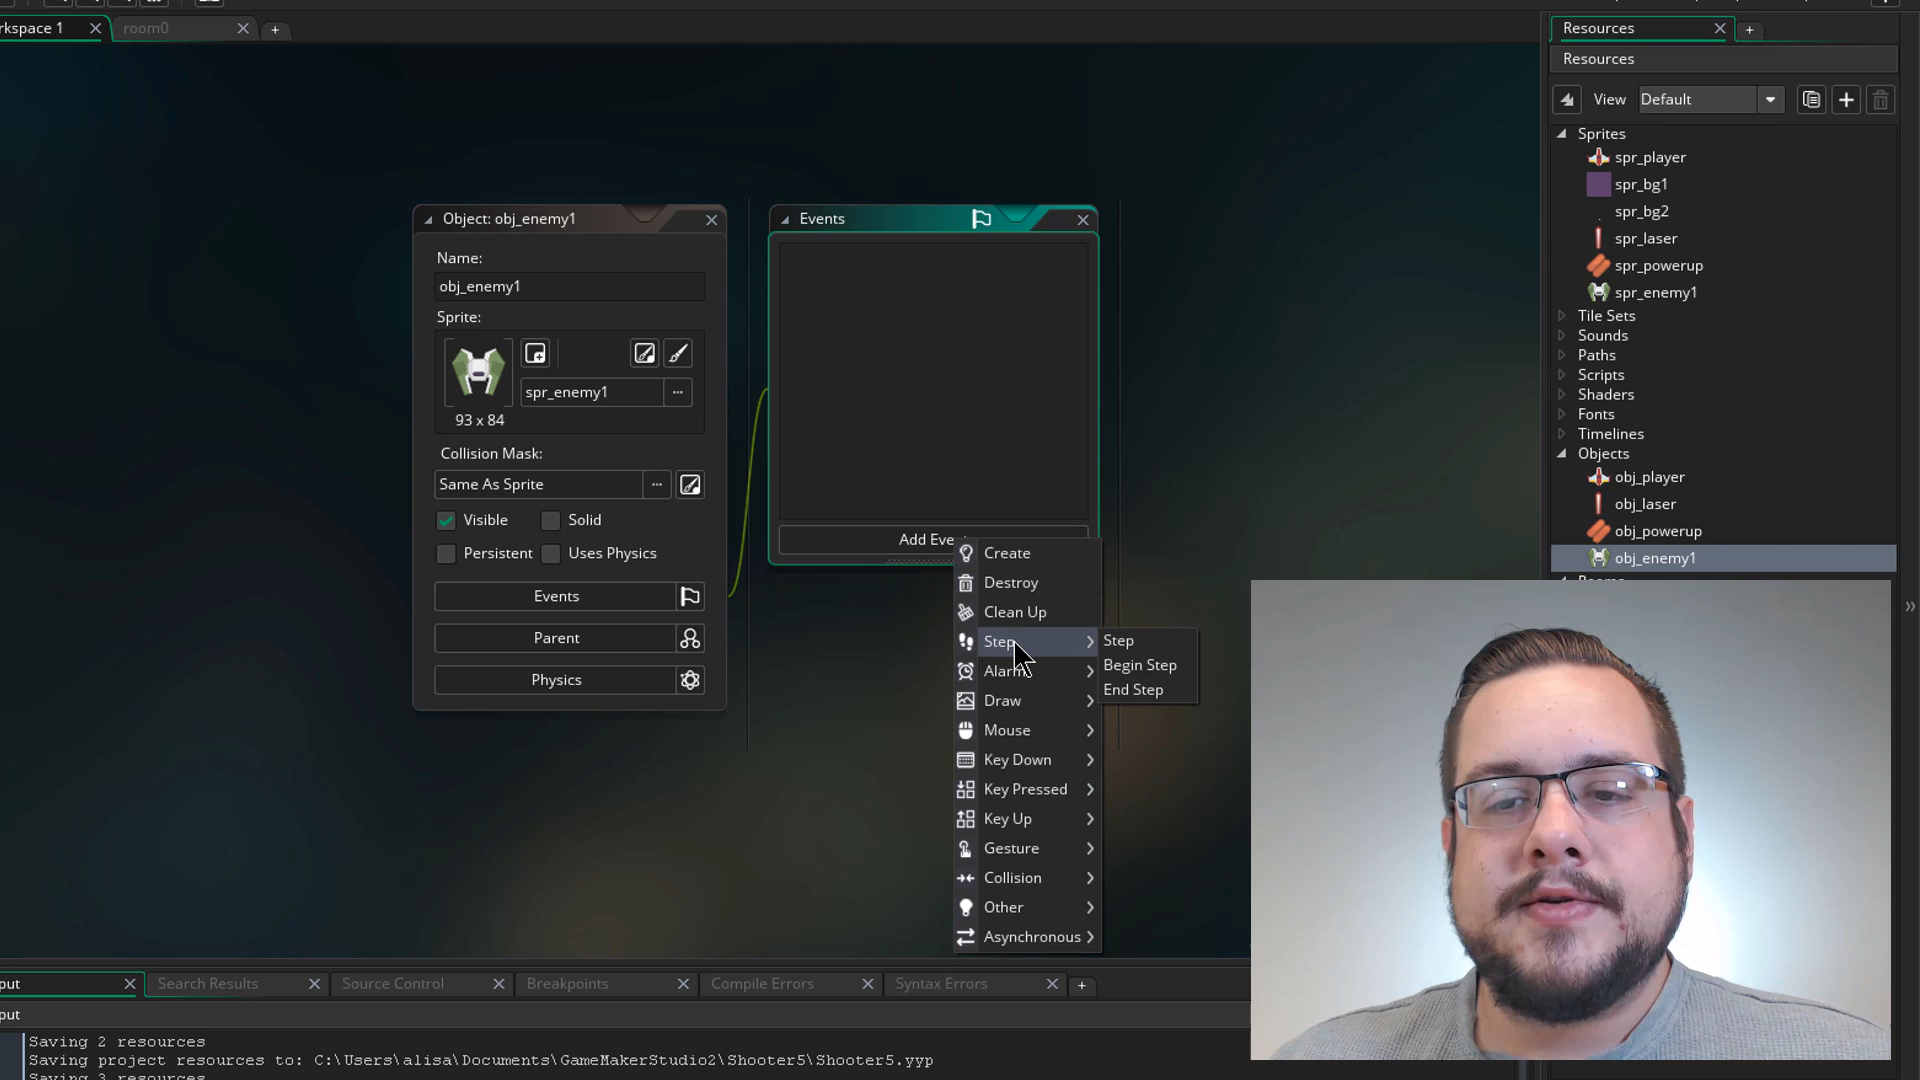 rkspace 1
room0
Resources
Resources
View
Default
Sprites
spr_player
spr_bg1
spr_bg2
spr_laser
spr_powerup
spr_enemy1
Tile Sets
Sounds
Paths
Scripts
Shaders
Fonts
Timelines
Objects
obj_player
obj_laser
obj_powerup
obj_enemy1
Object: obj_enemy1
Name:
obj_enemy1
Sprite:
spr_enemy1
93 x 84
Collision Mask:
Same As Sprite
Visible
Solid
Persistent
Uses Physics
Events
Parent
Physics
Events
Add Eve
Create
Destroy
Clean Up
Step
Alarm
Draw
Mouse
Key Down
Key Pressed
Key Up
Gesture
Collision
Other
Asynchronous
Step
Begin Step
End Step
put
Search Results
Source Control
Breakpoints
Compile Errors
Syntax Errors
put
Saving 2 resources
Saving project resources to: C:\Users\alisa\Documents\GameMakerStudio2\Shooter5\Shooter5.yyp
Saving 3 resources